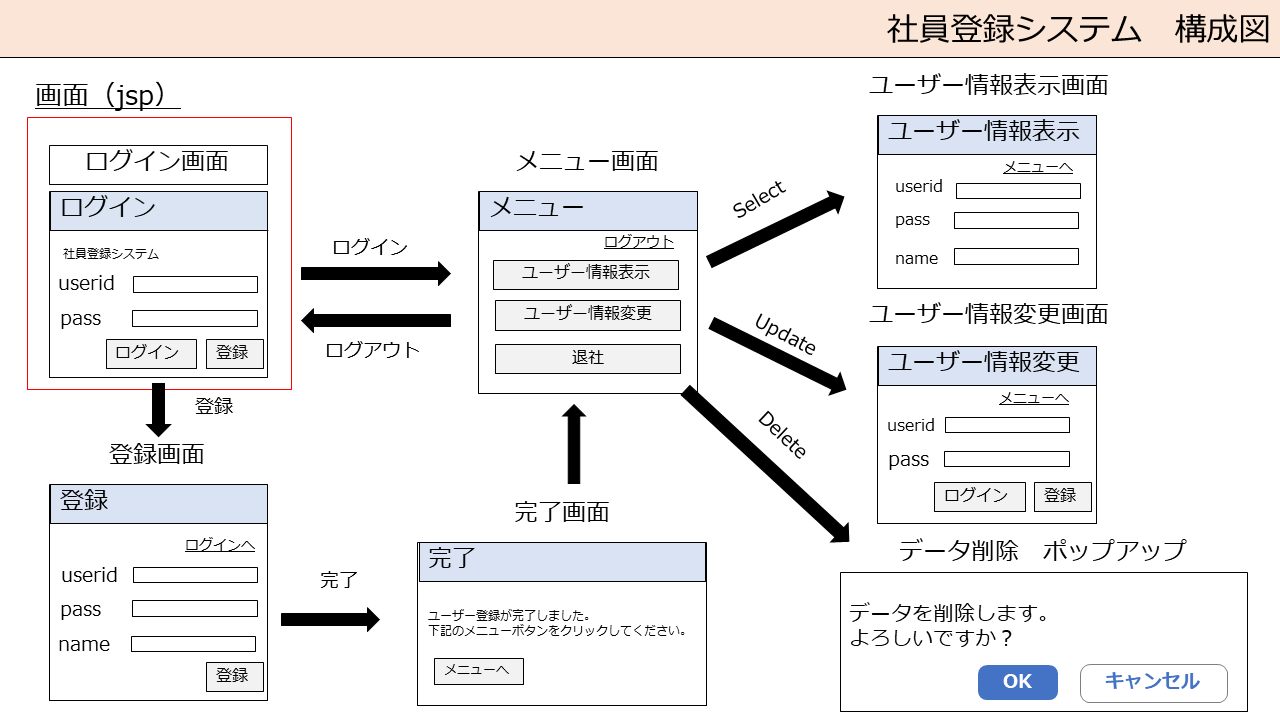 社員登録システム　構成図
画面（jsp）
ログイン画面
ログイン
社員登録システム
userid
pass
ログイン
登録
ログイン
ログアウト
登録
登録画面
登録
ログインへ
userid
pass
name
登録
完了
完了画面
完了
ユーザー登録が完了しました。
下記のメニューボタンをクリックしてください。
メニューへ
メニュー画面
メニュー
ログアウト
ユーザー情報表示
ユーザー情報変更
退社
Select
Update
Delete
ユーザー情報表示画面
ユーザー情報表示
メニューへ
userid
pass
name
ユーザー情報変更画面
ユーザー情報変更
メニューへ
userid
pass
ログイン
登録
データ削除　ポップアップ
データを削除します。
よろしいですか？
OK
キャンセル